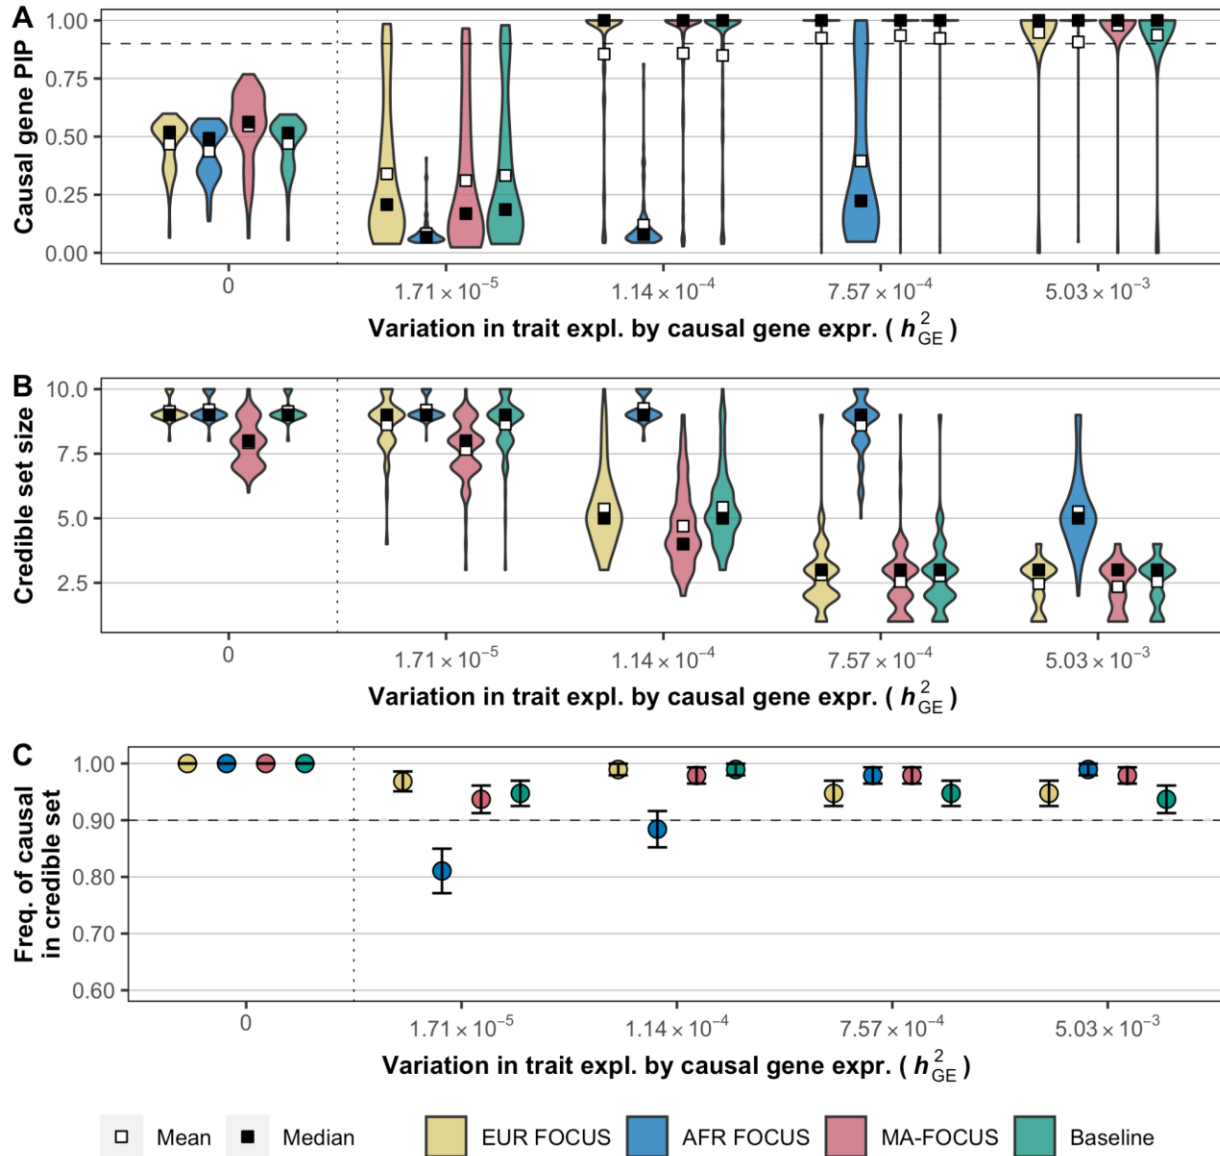 A
Causal gene PIP
1.00
0.75
0.50
0.25
0.00
0
1.71 × 10⁻⁵
1.14 × 10⁻⁴
7.57 × 10⁻⁴
5.03 × 10⁻³
Variation in trait expl. by causal gene expr. ( h²GE )
B
Credible set size
10.0
7.5
5.0
2.5
0
1.71 × 10⁻⁵
1.14 × 10⁻⁴
7.57 × 10⁻⁴
5.03 × 10⁻³
Variation in trait expl. by causal gene expr. ( h²GE )
C
Freq. of causal
in credible set
1.00
0.90
0.80
0.70
0.60
0
1.71 × 10⁻⁵
1.14 × 10⁻⁴
7.57 × 10⁻⁴
5.03 × 10⁻³
Variation in trait expl. by causal gene expr. ( h²GE )
Mean
Median
EUR FOCUS
AFR FOCUS
MA-FOCUS
Baseline